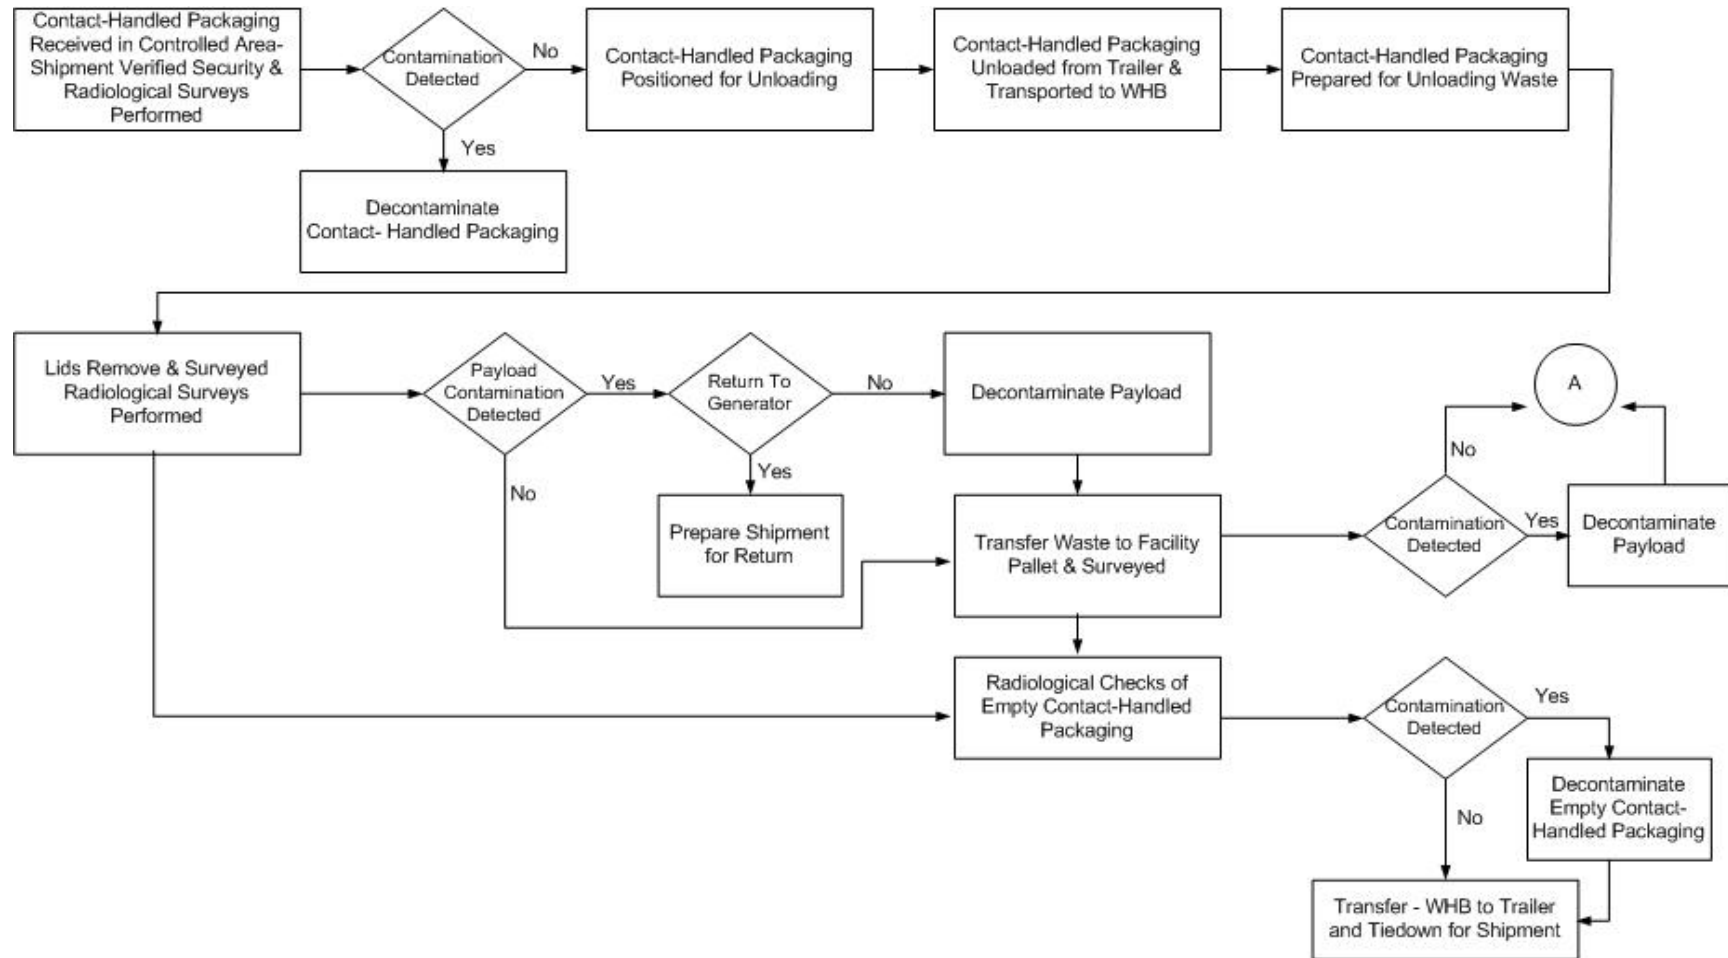 Contact-Handled Packaging
Received in Controlled Area-
Shipment Verified Security &
Radiological Surveys
Performed
Contamination
Detected
No
Yes
Decontaminate
Contact- Handled Packaging
Contact-Handled Packaging
Positioned for Unloading
Contact-Handled Packaging
Unloaded from Trailer &
Transported to WHB
Contact-Handled Packaging
Prepared for Unloading Waste
Lids Remove & Surveyed
Radiological Surveys
Performed
Payload
Contamination
Detected
Yes
No
Return To
Generator
No
Yes
Prepare Shipment
for Return
Decontaminate Payload
Transfer Waste to Facility
Pallet & Surveyed
Contamination
Detected
No
Yes
A
Decontaminate
Payload
Radiological Checks of
Empty Contact-Handled
Packaging
Contamination
Detected
Yes
No
Decontaminate
Empty Contact-
Handled Packaging
Transfer - WHB to Trailer
and Tiedown for Shipment